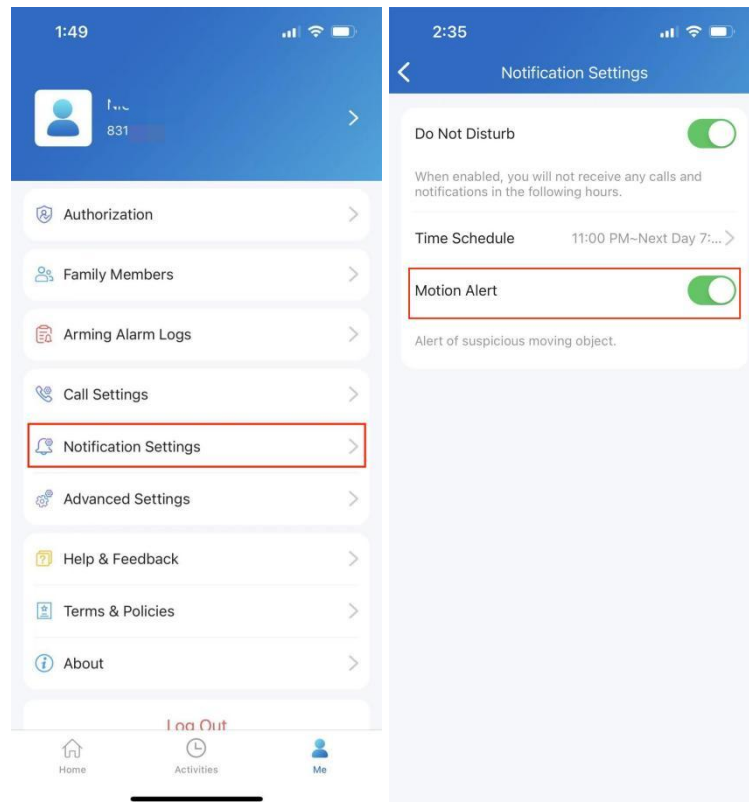 1:49
831
Authorization
Family Members
Arming Alarm Logs
Call Settings
Notification Settings
Advanced Settings
Help & Feedback
Terms & Policies
About
Log Out
Home
Activities
Me
2:35
Notification Settings
Do Not Disturb
When enabled, you will not receive any calls and
notifications in the following hours.
Time Schedule
11:00 PM~Next Day 7:...
Motion Alert
Alert of suspicious moving object.